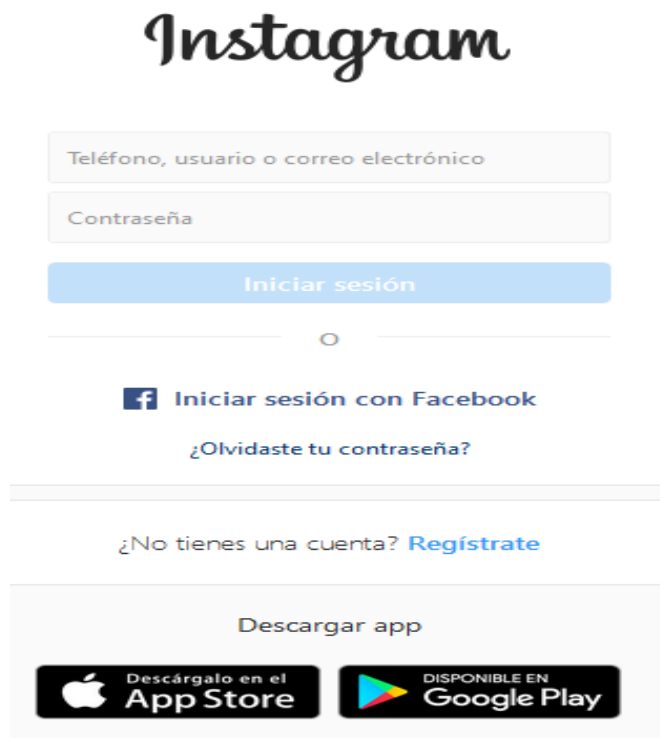 Instagram
Teléfono, usuario o correo electrónico
Contraseña
Iniciar sesión
O
Iniciar sesión con Facebook
¿Olvidaste tu contraseña?
¿No tienes una cuenta? Regístrate
Descargar app
Descárgalo en el
App Store
DISPONIBLE EN
Google Play